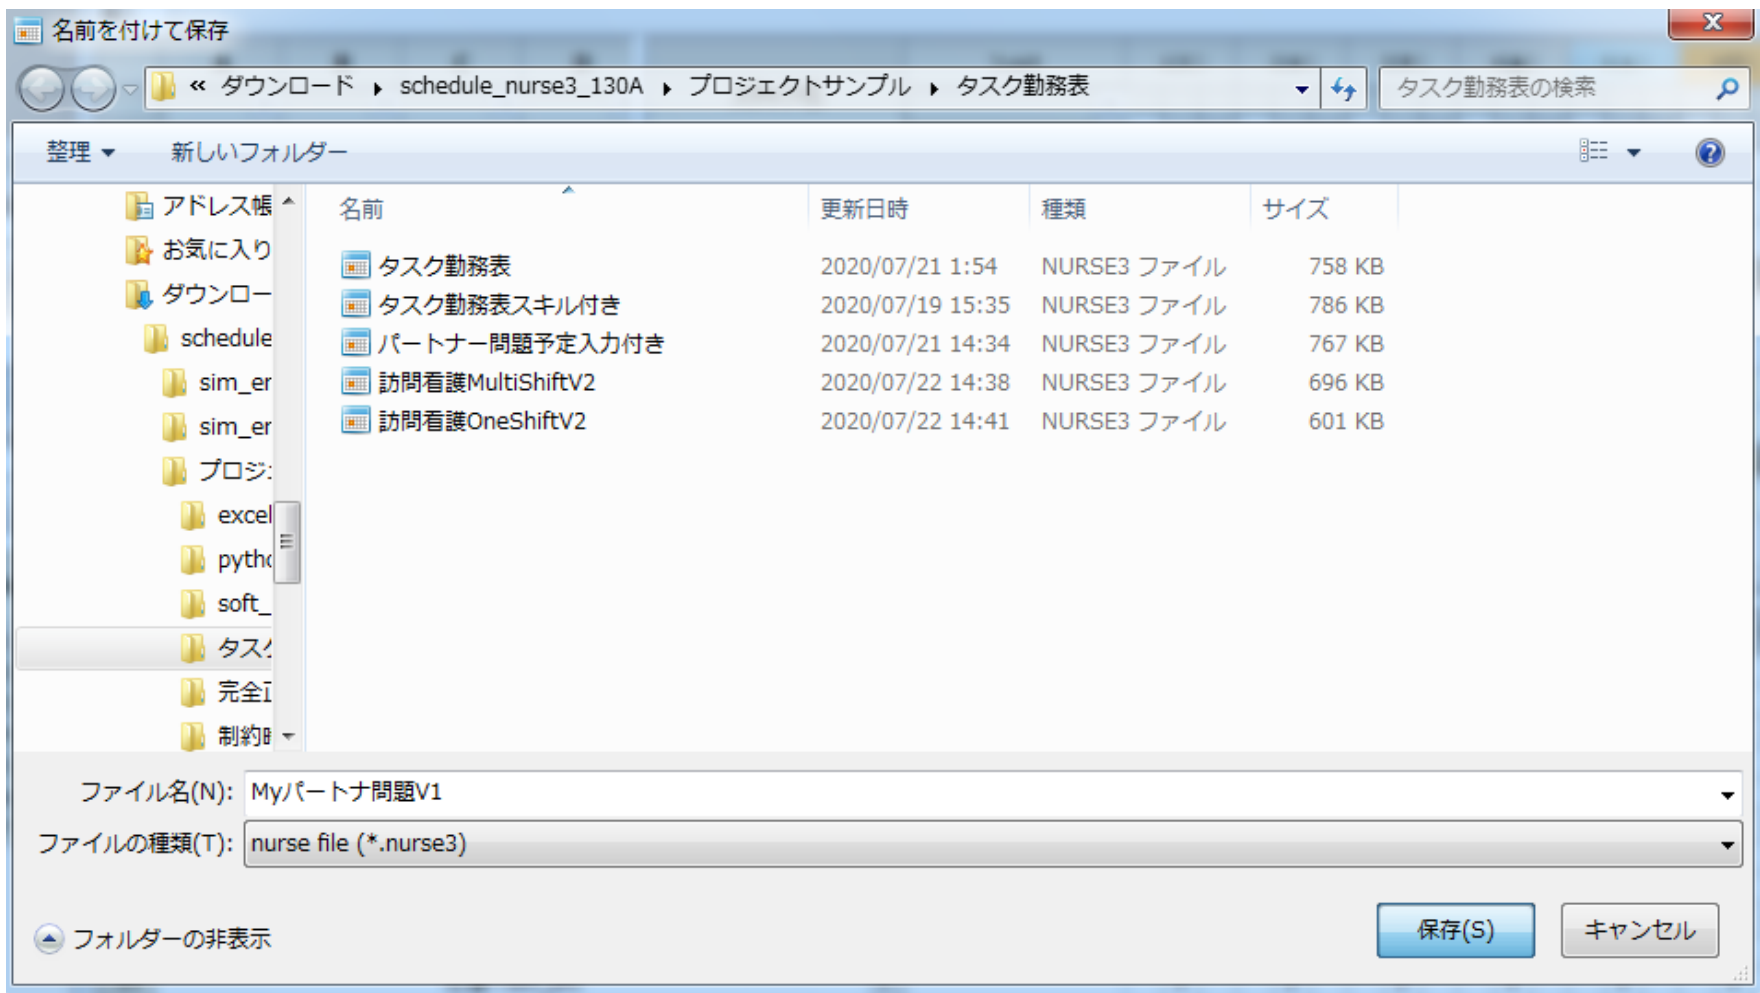 名前を付けて保存
« ダウンロード ▸ schedule_nurse3_130A ▸ プロジェクトサンプル ▸ タスク勤務表
タスク勤務表の検索
整理 新しいフォルダー
アドレス帳
お気に入り
ダウンロー
schedule
sim_er
sim_er
プロジェ
excel
pytho
soft_
タスク
完全正
制約時
名前 更新日時 種類 サイズ
タスク勤務表 2020/07/21 1:54 NURSE3 ファイル 758 KB
タスク勤務表スキル付き 2020/07/19 15:35 NURSE3 ファイル 786 KB
パートナー問題予定入力付き 2020/07/21 14:34 NURSE3 ファイル 767 KB
訪問看護MultiShiftV2 2020/07/22 14:38 NURSE3 ファイル 696 KB
訪問看護OneShiftV2 2020/07/22 14:41 NURSE3 ファイル 601 KB
ファイル名(N): Myパートナ問題V1
ファイルの種類(T): nurse file (*.nurse3)
フォルダーの非表示
保存(S) キャンセル